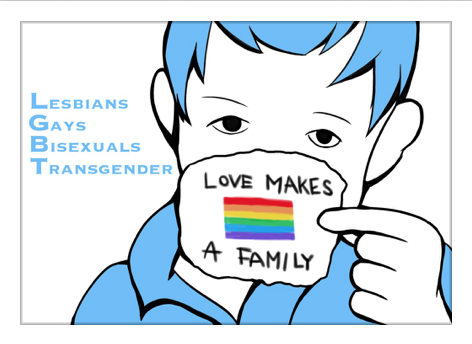 Lesbians
Gays
Bisexuals
Transgender
LOVE MAKES
A FAMILY